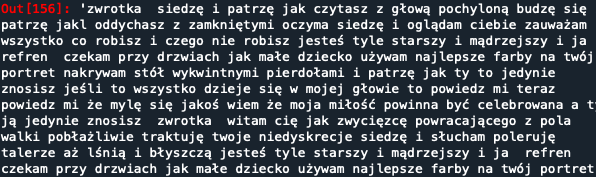 Out[156]: 'zwrotka  siedzę i patrzę jak czytasz z głową pochyloną budzę się
patrzę jakl oddychasz z zamkniętymi oczyma siedzę i oglądam ciebie zauważam
wszystko co robisz i czego nie robisz jesteś tyle starszy i mądrzejszy i ja
refren  czekam przy drzwiach jak małe dziecko używam najlepsze farby na twój
portret nakrywam stół wykwintnymi pierdołami i patrzę jak ty to jedynie
znosisz jeśli to wszystko dzieje się w mojej głowie to powiedz mi teraz
powiedz mi że mylę się jakoś wiem że moja miłość powinna być celebrowana a ty
ją jedynie znosisz  zwrotka  witam cię jak zwycięzcę powracającego z pola
walki pobłażliwie traktuję twoje niedyskrecje siedzę i słucham poleruję
talerze aż lśnią i błyszczą jesteś tyle starszy i mądrzejszy i ja  refren
czekam przy drzwiach jak małe dziecko używam najlepsze farby na twój portret